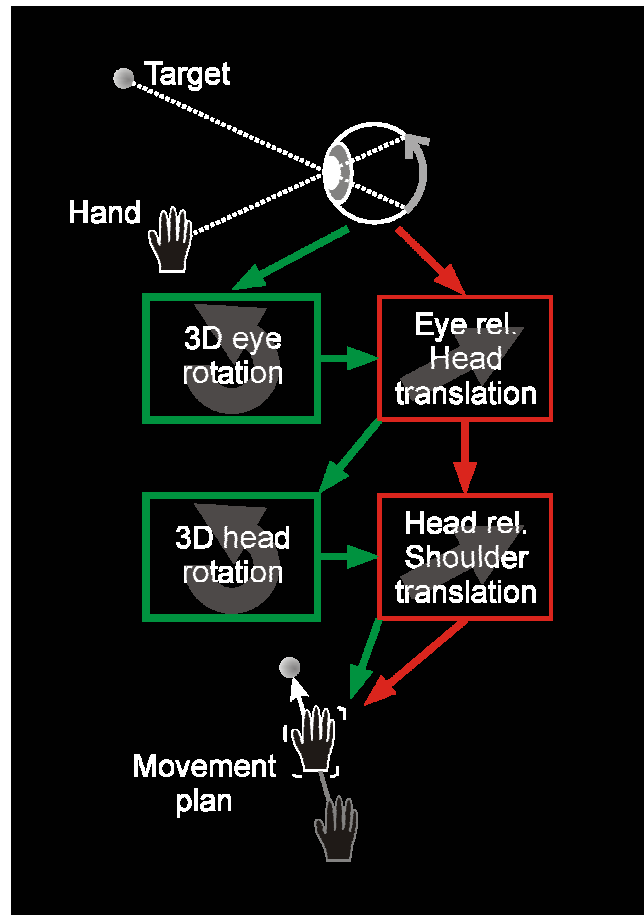 Target
Hand
3D eye
rotation
Eye rel.
Head
translation
3D head
rotation
Head rel.
Shoulder
translation
Movement
plan